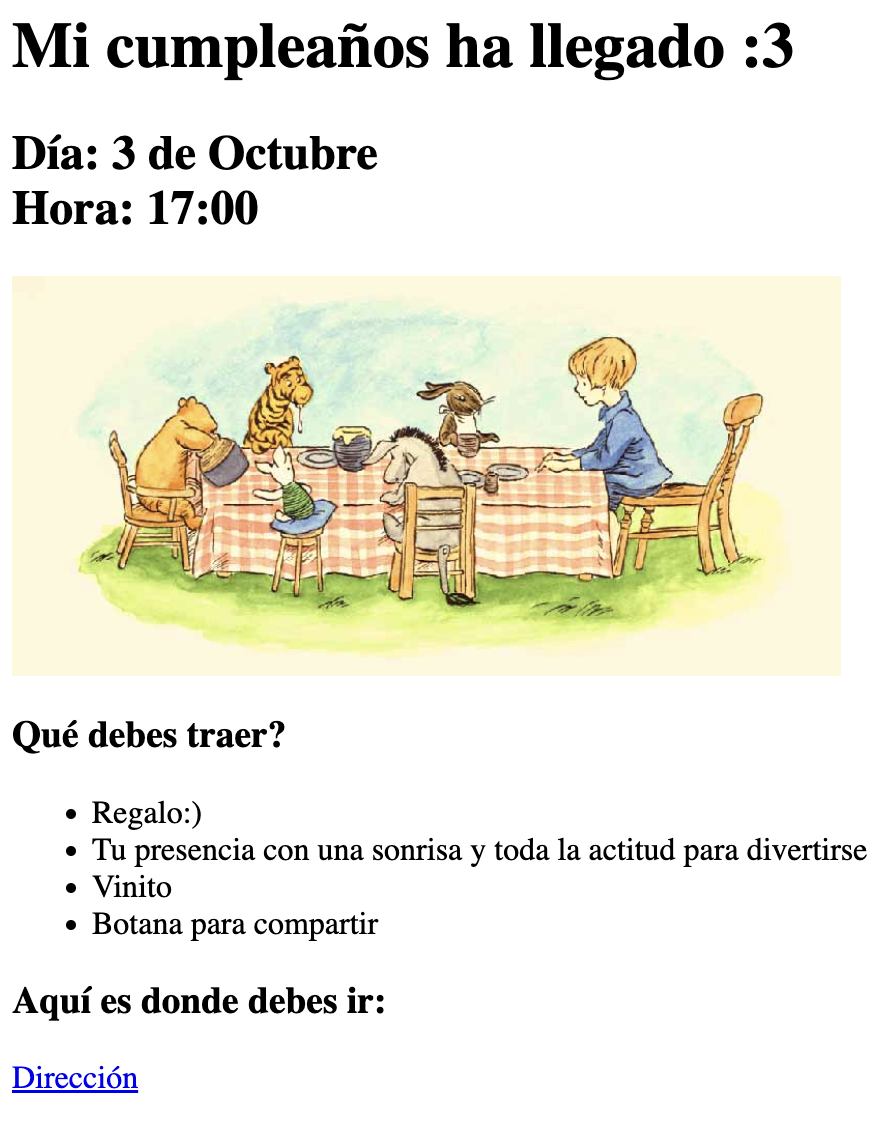 Mi cumpleaños ha llegado :3
Día: 3 de Octubre
Hora: 17:00
Qué debes traer?
Regalo:)
Tu presencia con una sonrisa y toda la actitud para divertirse
Vinito
Botana para compartir
Aquí es donde debes ir:
Dirección